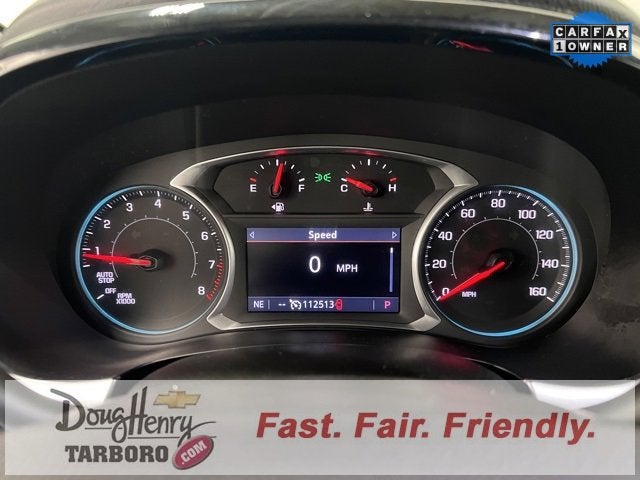 CARFAX
1 OWNER
E F
C H
1 2 3 4 5 6 7 8
AUTO STOP
OFF
RPM X1000
Speed
0 MPH
NE -- 112513 P
0 20 40 60 80 100 120 140 160
MPH
Doug Henry
TARBORO
COM
Fast. Fair. Friendly.